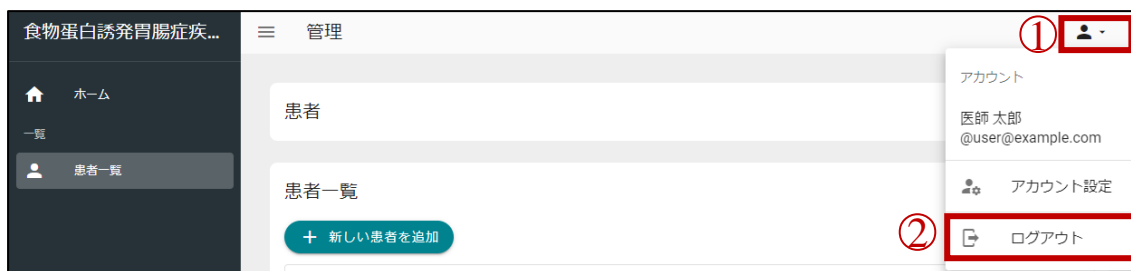 食物蛋白誘発胃腸症疾...
管理
①
アカウント
医師 太郎
@user@example.com
アカウント設定
②
ログアウト
ホーム
一覧
患者一覧
患者
患者一覧
＋ 新しい患者を追加